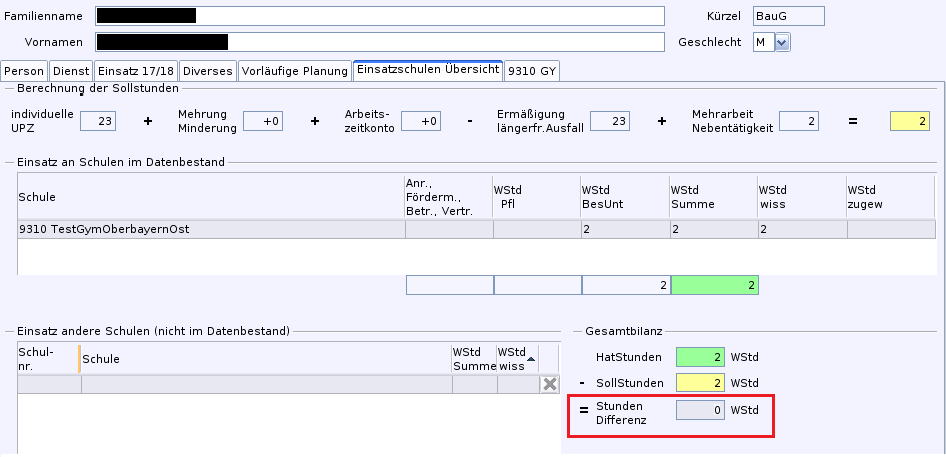 Familienname Kürzel BauG
Vornamen Geschlecht M
Person Dienst Einsatz 17/18 Diverses Vorläufige Planung Einsatzschulen Übersicht 9310 GY
Berechnung der Sollstunden
individuelle Mehrung Arbeits- Ermäßigung Mehrarbeit
UPZ 23 + Minderung +0 + zeitkonto +0 - längerfr.Ausfall 23 + Nebentätigkeit 2 = 2
Einsatz an Schulen im Datenbestand
Anr.,
WStd WStd WStd WStd WStd
Schule Förderm., Pfl BesUnt Summe wiss zugew
Betr., Vertr.
9310 TestGymOberbayernOst 2 2 2
2 2
Einsatz andere Schulen (nicht im Datenbestand) Gesamtbilanz
Schul- WStd WStd
nr. Schule Summe wiss
HatStunden 2 WStd
- SollStunden 2 WStd
= Stunden 0 WStd
Differenz